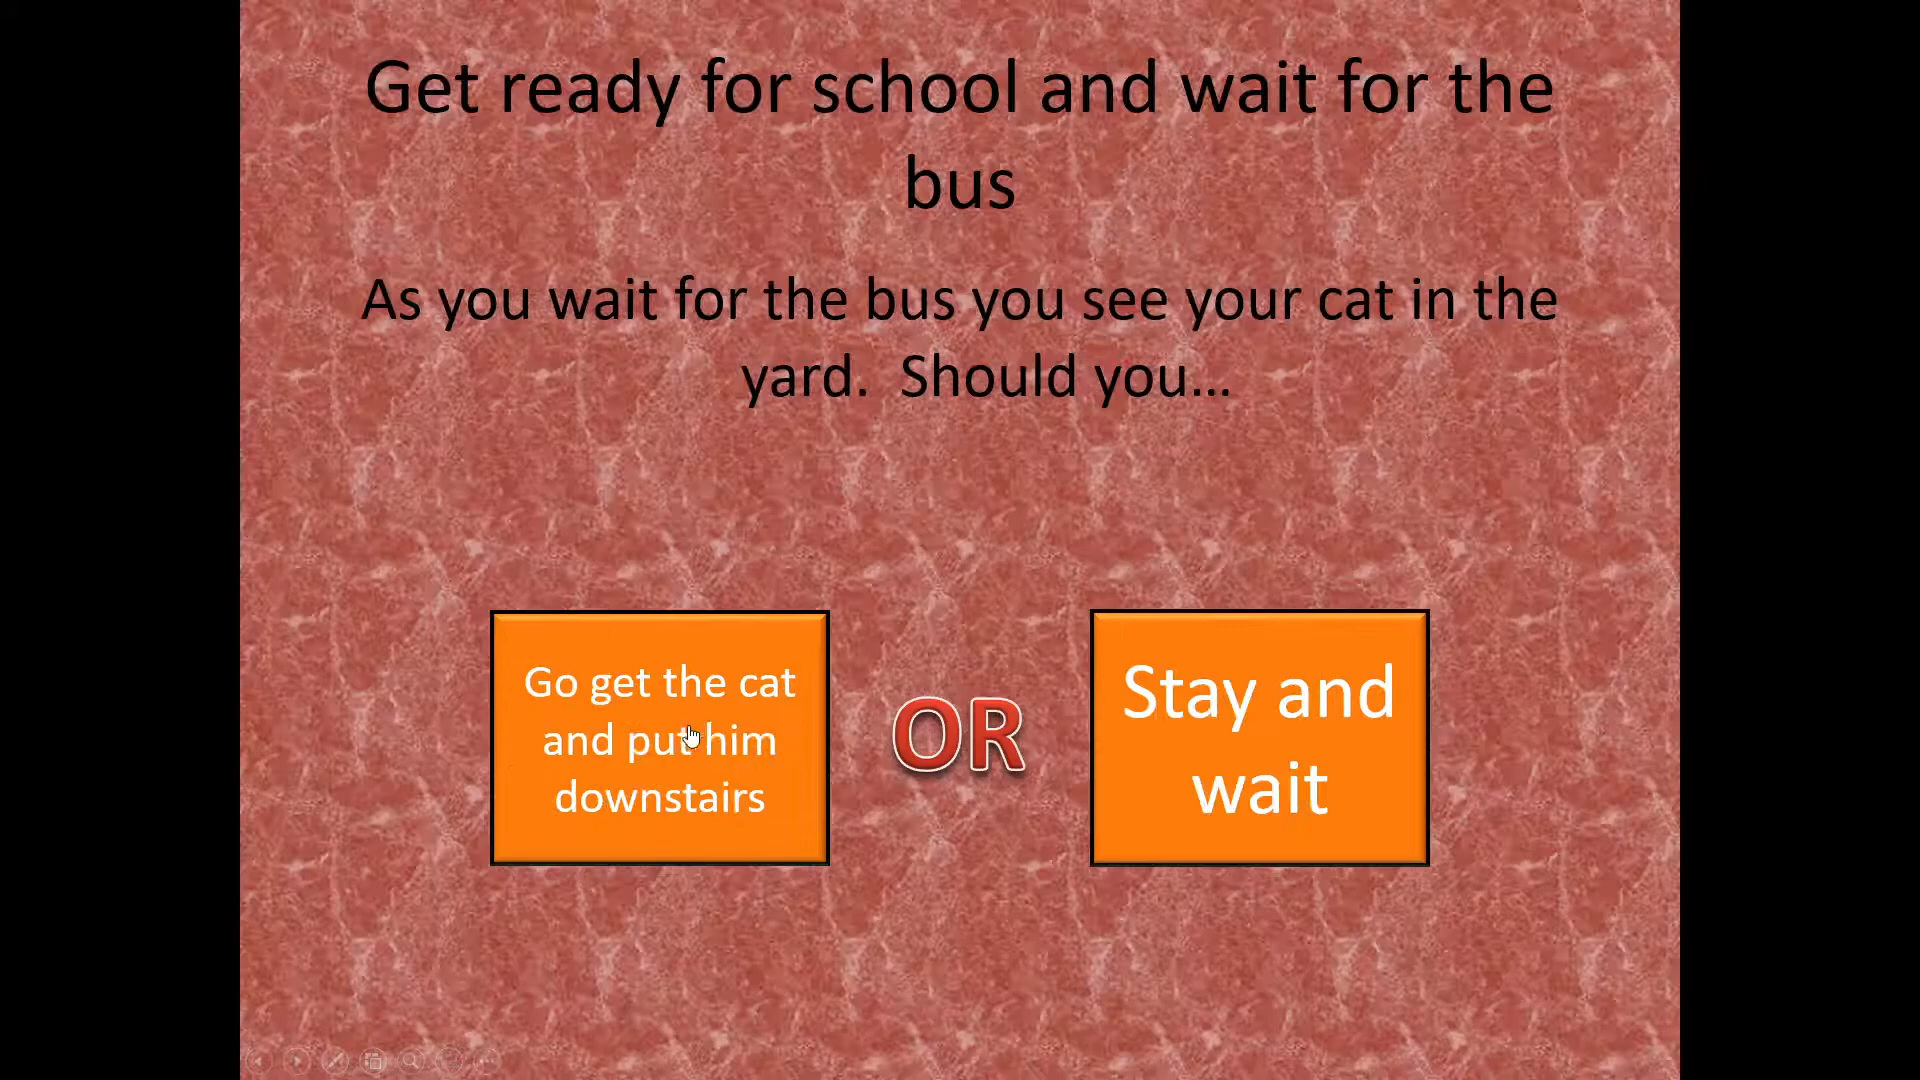 Get ready for school and wait for the
bus
As you wait for the bus you see your cat in the
yard.  Should you...
Go get the cat
and put him
downstairs
OR
Stay and
wait